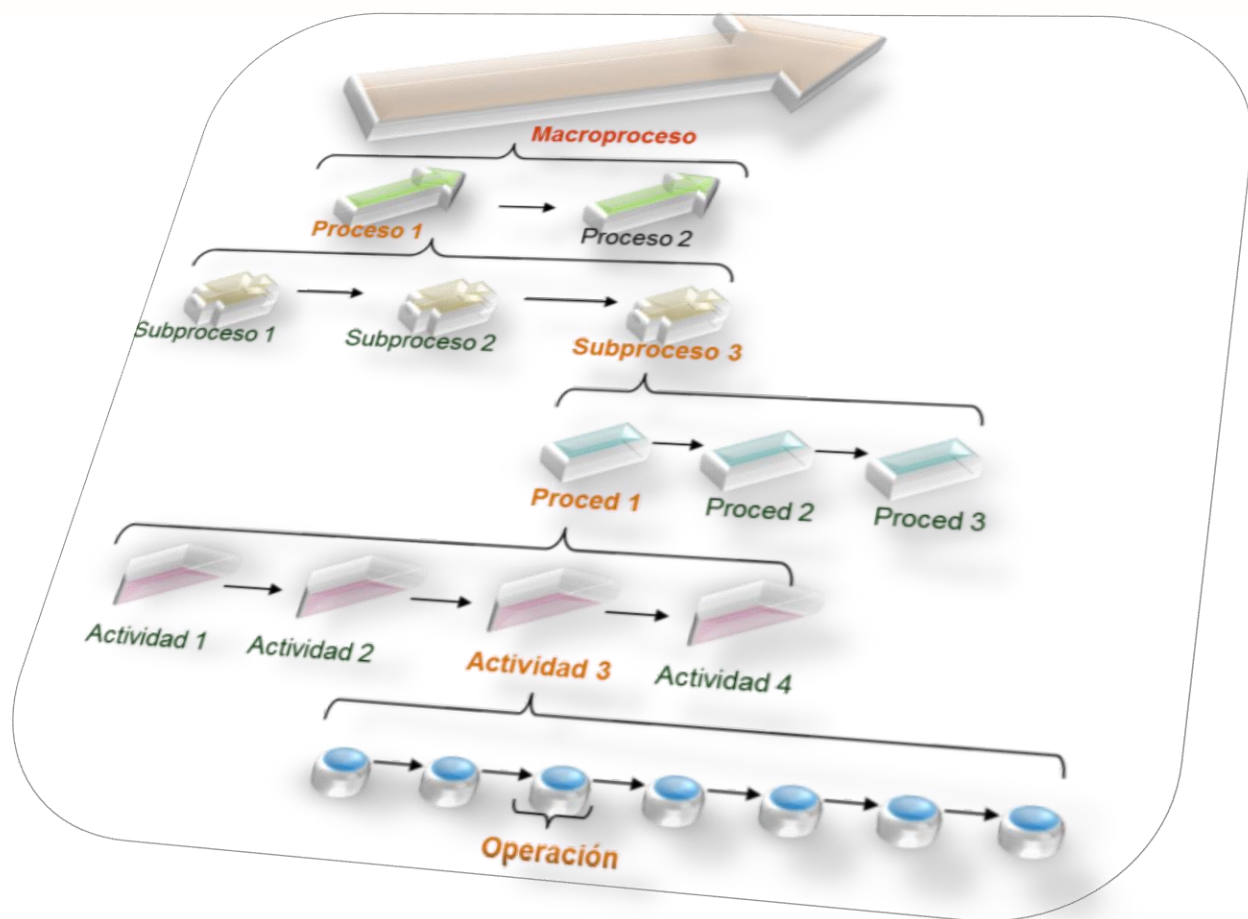 Macroproceso
Proceso 1
Proceso 2
Subproceso 1
Subproceso 2
Subproceso 3
Proced 1
Proced 2
Proced 3
Actividad 1
Actividad 2
Actividad 3
Actividad 4
Operación